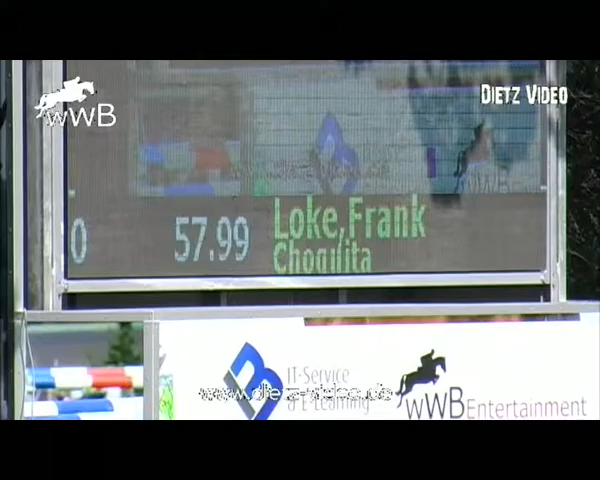 wWB
DIETZ VIDEO
0 57.99 Loke,Frank
Choquita
IT-Service
& E-Learning
www.dietz-video.de
wWB Entertainment